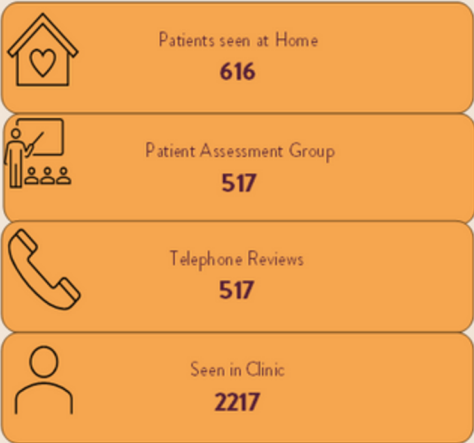 Patients seen at Home
616
Patient Assessment Group
517
Telephone Reviews
517
Seen in Clinic
2217